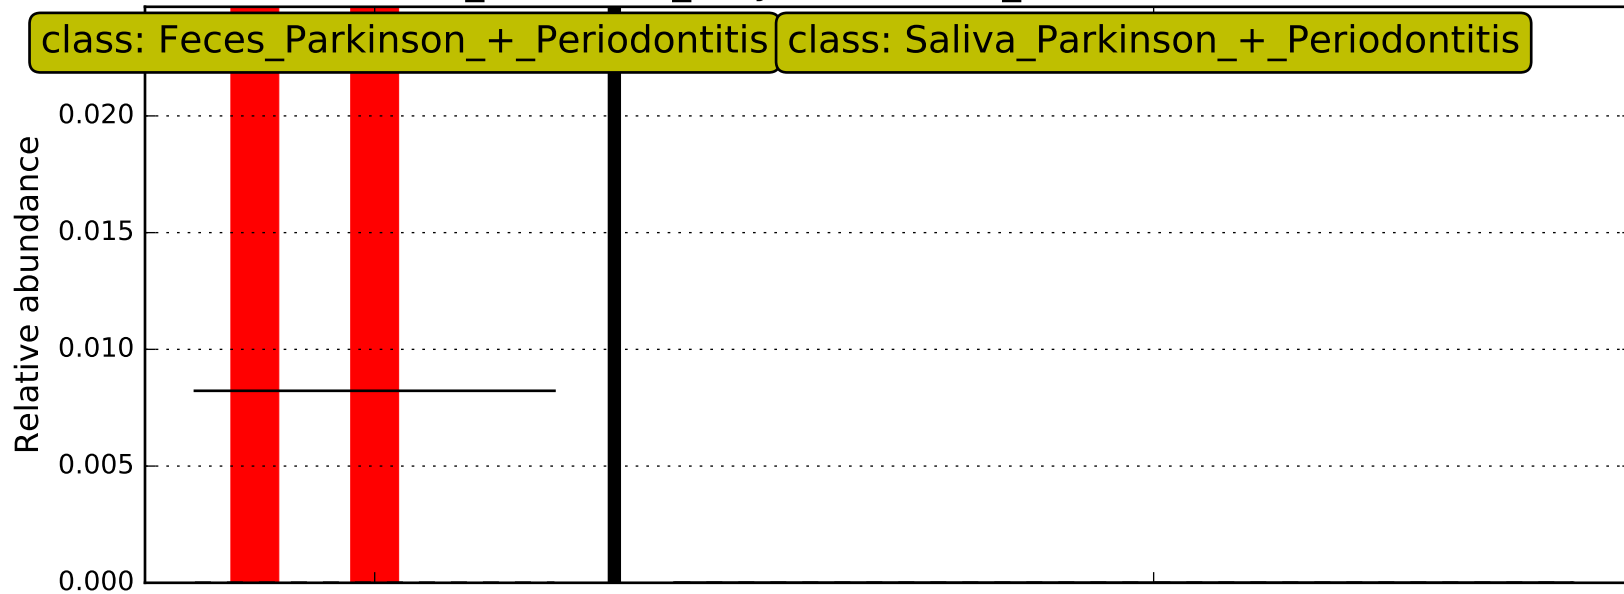 class: Feces_Parkinson_+_Periodontitis
class: Saliva_Parkinson_+_Periodontitis
Relative abundance
0.020
0.015
0.010
0.005
0.000